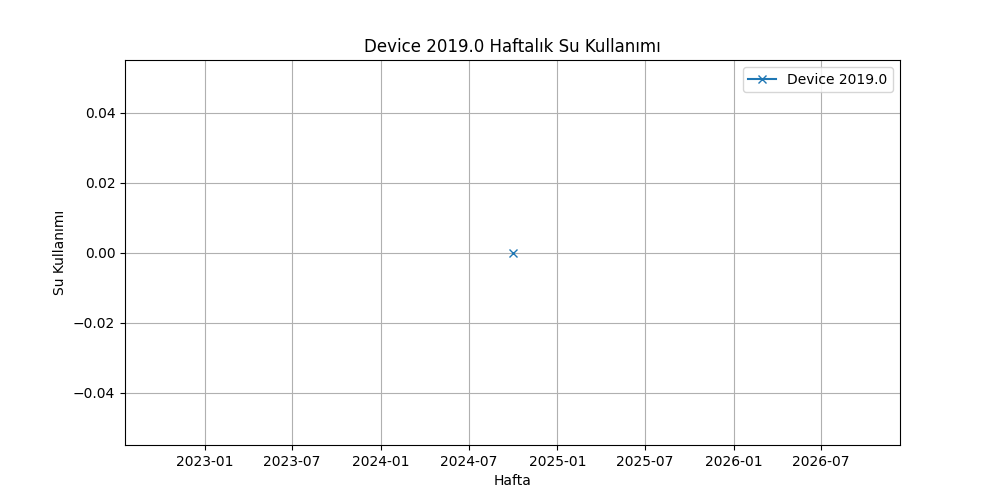 Device 2019.0 Haftalık Su Kullanımı
Device 2019.0
0.04
0.02
0.00
−0.02
−0.04
Su Kullanımı
2023-01 2023-07 2024-01 2024-07 2025-01 2025-07 2026-01 2026-07
Hafta